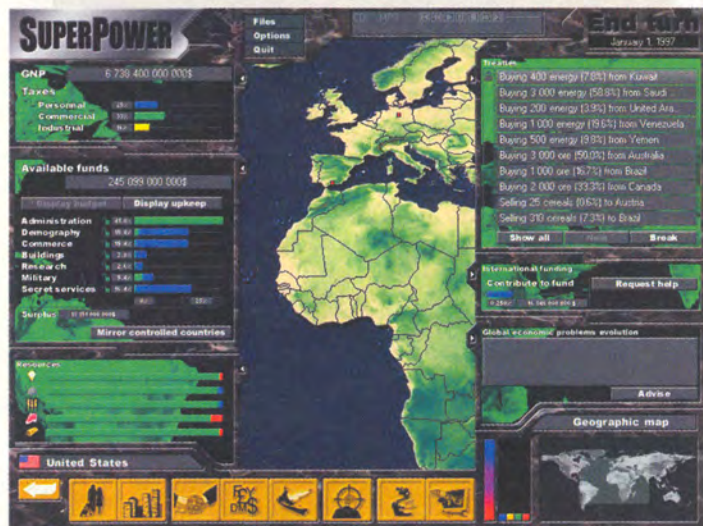 SUPERPOWER
Files
Options
Quit
End turn
January 1, 1997
GNP 6 738 400 000 000$
Taxes
Personnal
Commercial
Industrial
Available funds
245 099 000 000$
Display budget Display upkeep
Administration
Demography
Commerce
Buildings
Research
Military
Secret services
Surplus
Mirror controlled countries
Resources
United States
Treaties
Buying 400 energy (7.8%) from Kuwait
Buying 3 000 energy (58.8%) from Saudi...
Buying 200 energy (3.9%) from United Ara...
Buying 1 000 energy (19.6%) from Venezuela
Buying 500 energy (9.8%) from Yemen
Buying 3 000 ore (50.0%) from Australia
Buying 1 000 ore (16.7%) from Brazil
Buying 2 000 ore (33.3%) from Canada
Selling 25 cereals (0.6%) to Austria
Selling 310 cereals (7.3%) to Brazil
Show all Break
International funding
Contribute to fund Request help
Global economic problems evolution
Advise
Geographic map